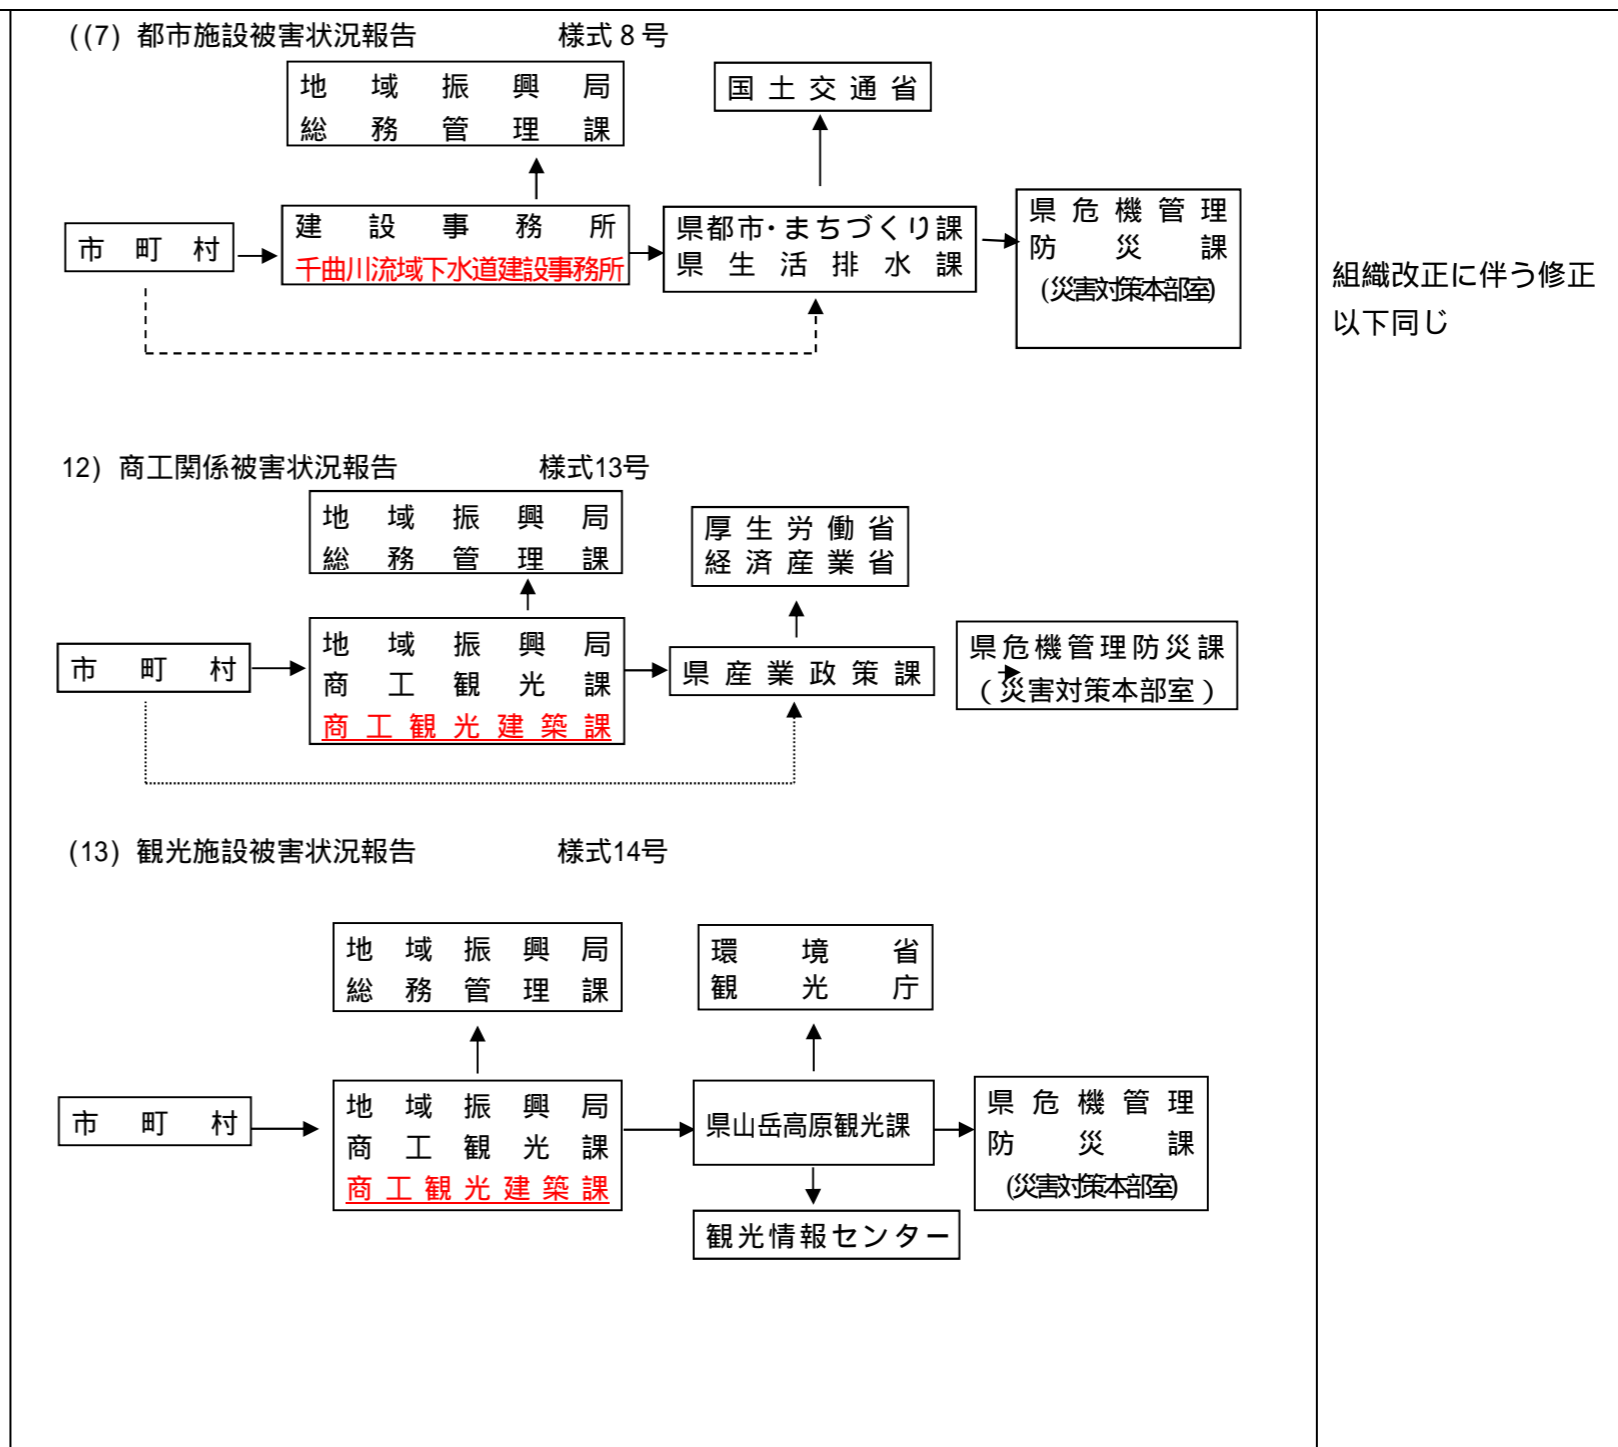 ((7) 都市施設被害状況報告 様式８号
地域振興局
総務管理課
国土交通省
市町村
建設事務所
千曲川流域下水道建設事務所
県都市・まちづくり課
県生活排水課
県危機管理
防災課
(災害対策本部室)
組織改正に伴う修正
以下同じ
12) 商工関係被害状況報告 様式13号
地域振興局
総務管理課
厚生労働省
経済産業省
市町村
地域振興局
商工観光課
商工観光建築課
県産業政策課
県危機管理防災課
（災害対策本部室）
(13) 観光施設被害状況報告 様式14号
地域振興局
総務管理課
環境省
観光庁
市町村
地域振興局
商工観光課
商工観光建築課
県山岳高原観光課
県危機管理
防災課
(災害対策本部室)
観光情報センター